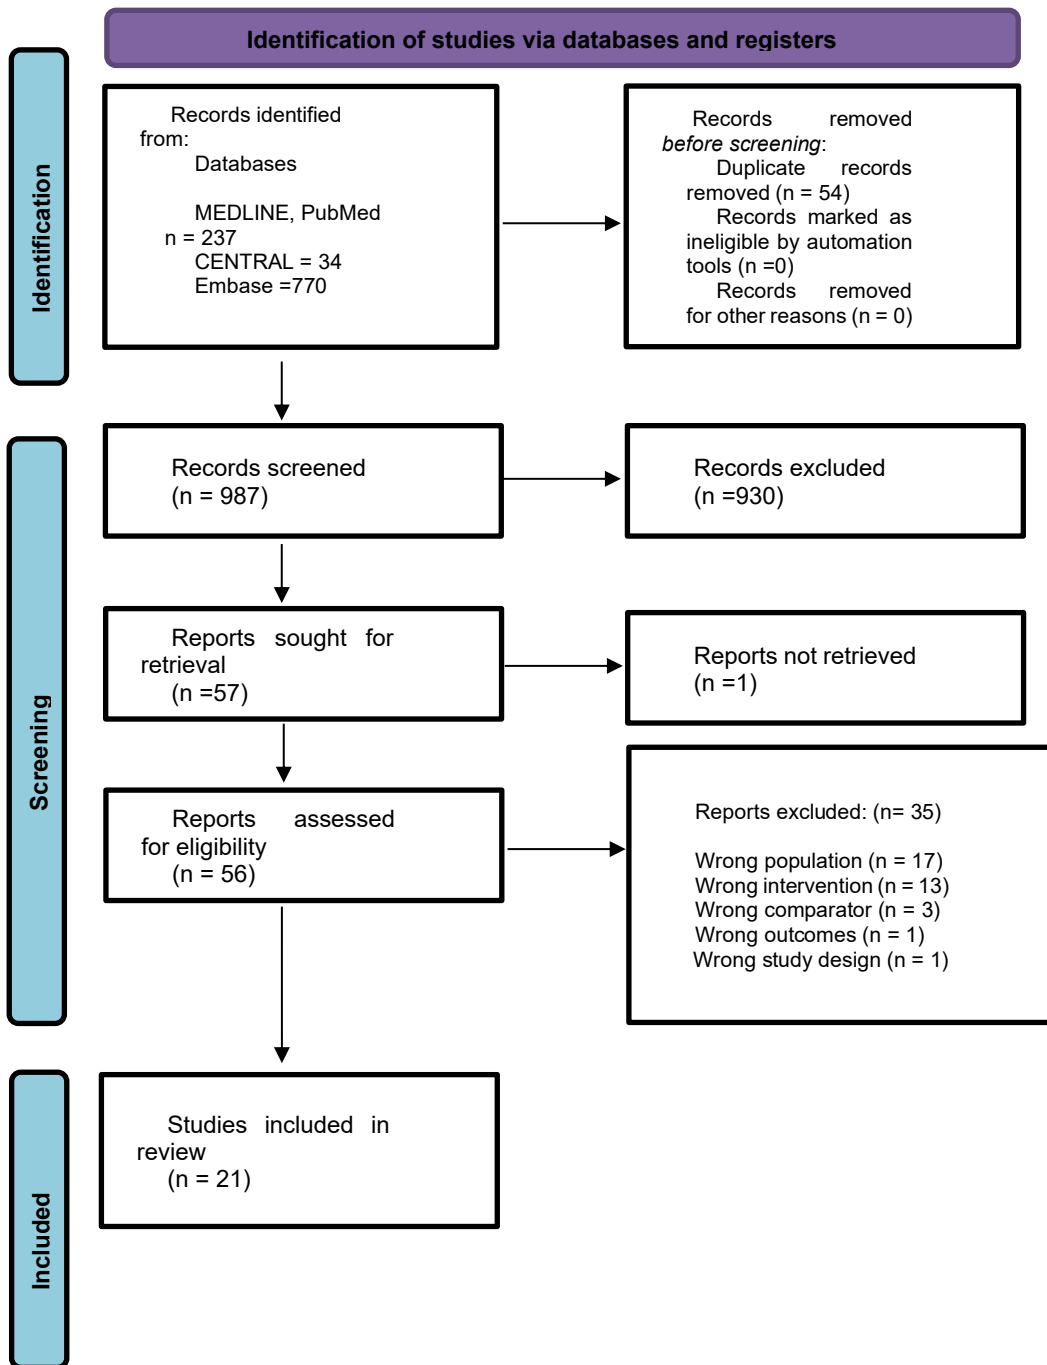 Identification of studies via databases and registers
Identification
Records identified
from:
Databases
MEDLINE, PubMed
n = 237
CENTRAL = 34
Embase =770
Records removed
before screening:
Duplicate records
removed (n = 54)
Records marked as
ineligible by automation
tools (n =0)
Records removed
for other reasons (n = 0)
Screening
Records screened
(n = 987)
Records excluded
(n =930)
Reports sought for
retrieval
(n =57)
Reports not retrieved
(n =1)
Reports assessed
for eligibility
(n = 56)
Reports excluded: (n= 35)
Wrong population (n = 17)
Wrong intervention (n = 13)
Wrong comparator (n = 3)
Wrong outcomes (n = 1)
Wrong study design (n = 1)
Included
Studies included in
review
(n = 21)